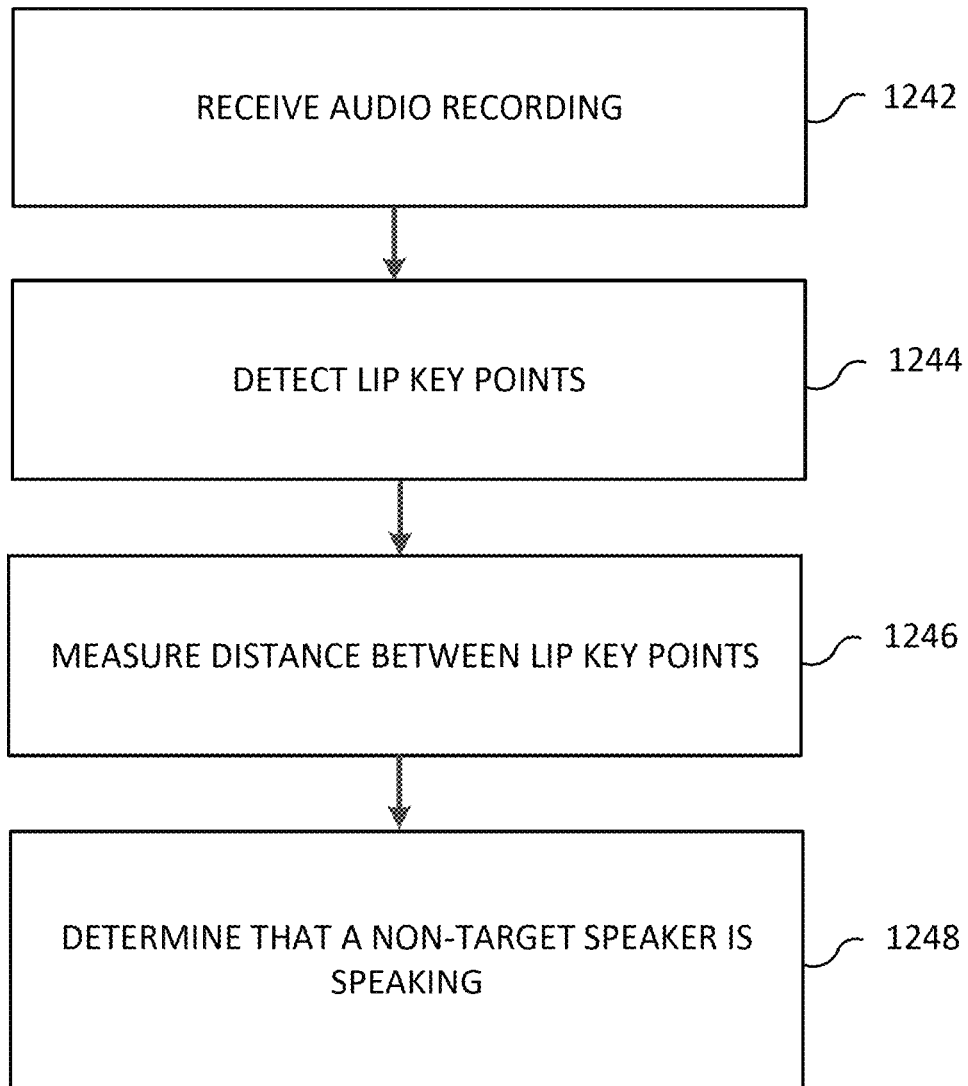 RECEIVE AUDIO RECORDING
1242
DETECT LIP KEY POINTS
1244
MEASURE DISTANCE BETWEEN LIP KEY POINTS
1246
DETERMINE THAT A NON-TARGET SPEAKER IS
SPEAKING
1248